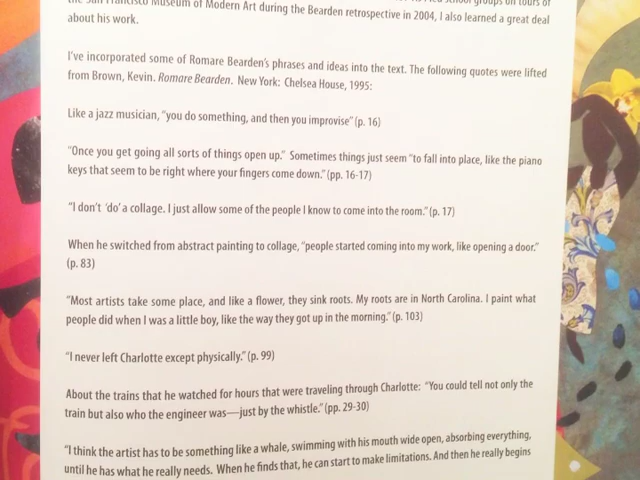 the San Francisco Museum of Modern Art during the Bearden retrospective in 2004, I also learned a great deal
about his work.
I've incorporated some of Romare Bearden's phrases and ideas into the text. The following quotes were lifted
from Brown, Kevin. Romare Bearden. New York: Chelsea House, 1995:
Like a jazz musician, "you do something, and then you improvise" (p. 16)
"Once you get going all sorts of things open up." Sometimes things just seem "to fall into place, like the piano
keys that seem to be right where your fingers come down." (pp. 16-17)
"I don't 'do' a collage. I just allow some of the people I know to come into the room." (p. 17)
When he switched from abstract painting to collage, "people started coming into my work, like opening a door."
(p. 83)
"Most artists take some place, and like a flower, they sink roots. My roots are in North Carolina. I paint what
people did when I was a little boy, like the way they got up in the morning." (p. 103)
"I never left Charlotte except physically." (p. 99)
About the trains that he watched for hours that were traveling through Charlotte: "You could tell not only the
train but also who the engineer was—just by the whistle." (pp. 29-30)
"I think the artist has to be something like a whale, swimming with his mouth wide open, absorbing everything,
until he has what he really needs. When he finds that, he can start to make limitations. And then he really begins